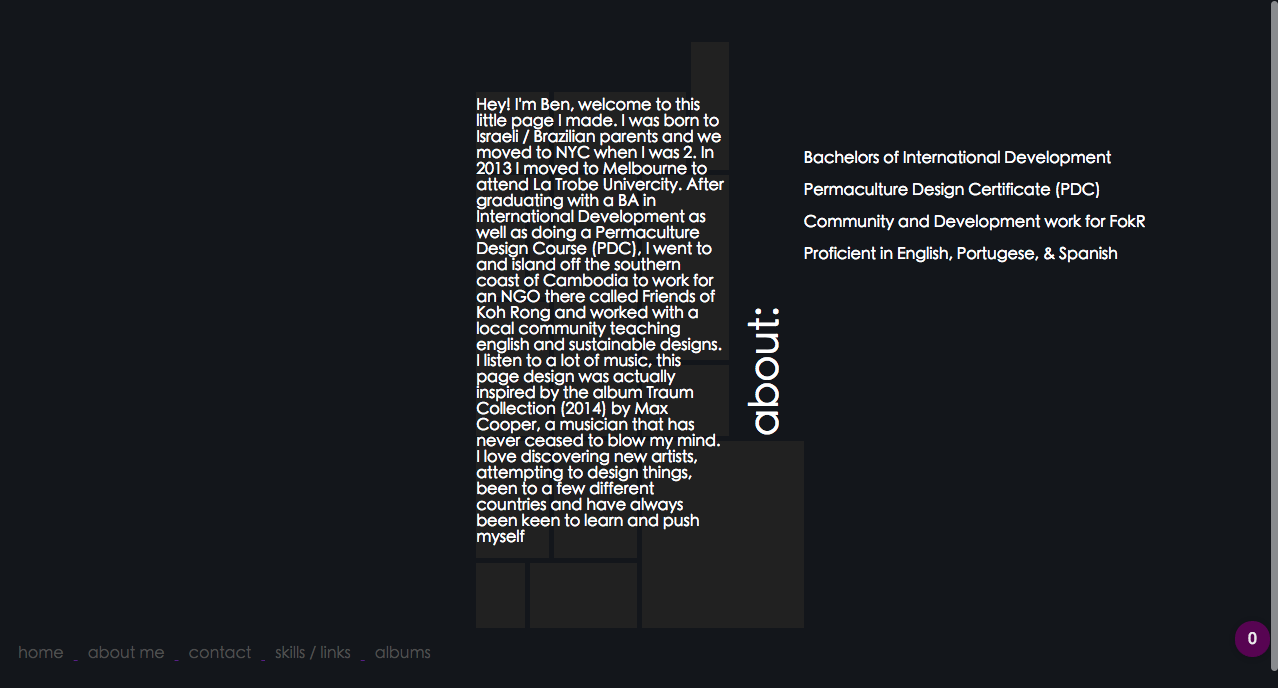 Hey! I'm Ben, welcome to this
little page I made. I was born to
Israeli / Brazilian parents and we
moved to NYC when I was 2. In
2013 I moved to Melbourne to
attend La Trobe Univercity. After
graduating with a BA in
International Development as
well as doing a Permaculture
Design Course (PDC), I went to
and island off the southern
coast of Cambodia to work for
an NGO there called Friends of
Koh Rong and worked with a
local community teaching
english and sustainable designs.
I listen to a lot of music, this
page design was actually
inspired by the album Traum
Collection (2014) by Max
Cooper, a musician that has
never ceased to blow my mind.
I love discovering new artists,
attempting to design things,
been to a few different
countries and have always
been keen to learn and push
myself
about:
Bachelors of International Development
Permaculture Design Certificate (PDC)
Community and Development work for FokR
Proficient in English, Portugese, & Spanish
home _ about me _ contact _ skills / links _ albums
0